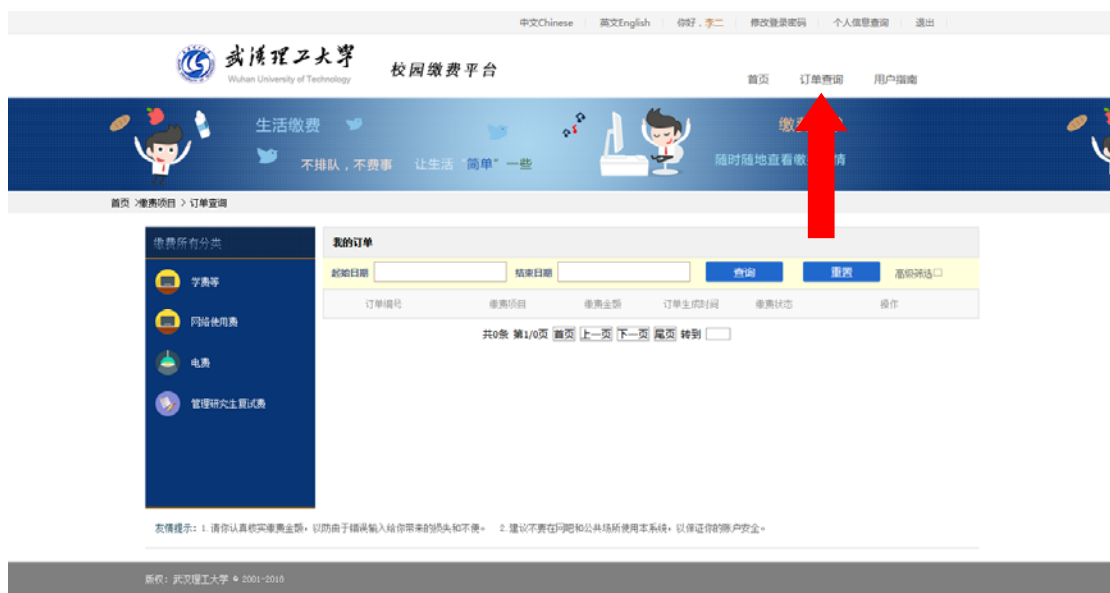 中文Chinese 英文English 你好，李二 修改登录密码 个人信息查询 退出
武汉理工大学
Wuhan University of Technology
校园缴费平台
首页 订单查询 用户指南
生活缴费
不排队，不费事 让生活“简单”一些
随时随地查看缴
情
首页 >缴费项目 > 订单查询
缴费所有分类
学费等
网络使用费
电费
管理研究生复试费
我的订单
起始日期 结束日期 查询 重置 高级筛选
订单编号 缴费项目 缴费金额 订单生成时间 缴费状态 操作
共0条 第1/0页 首页 上一页 下一页 尾页 转到
友情提示：1. 请你认真核实缴费金额，以防由于错误输入给你带来的损失和不便。 2. 建议不要在网吧和公共场所使用本系统，以保证你的账户安全。
版权：武汉理工大学 © 2001-2018